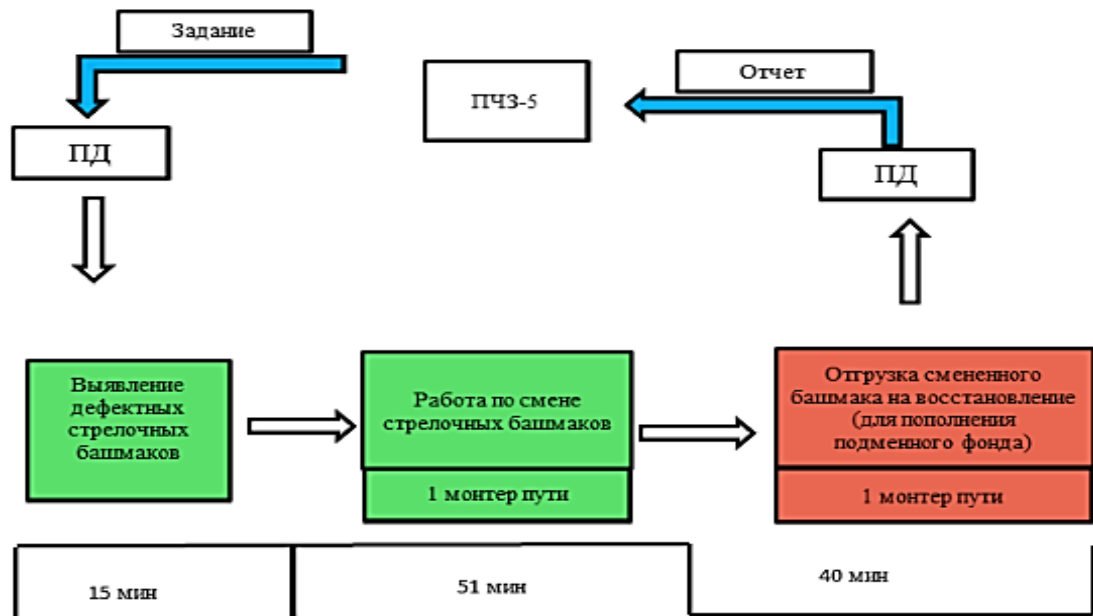 Задание
Отчет
ПЧЗ-5
ПД
ПД
Выявление
дефектных
стрелочных
башмаков
Работа по смене
стрелочных башмаков
1 монтер пути
Отгрузка смененного
башмака на восстановление
(для пополнения
подменного фонда)
1 монтер пути
15 мин
51 мин
40 мин